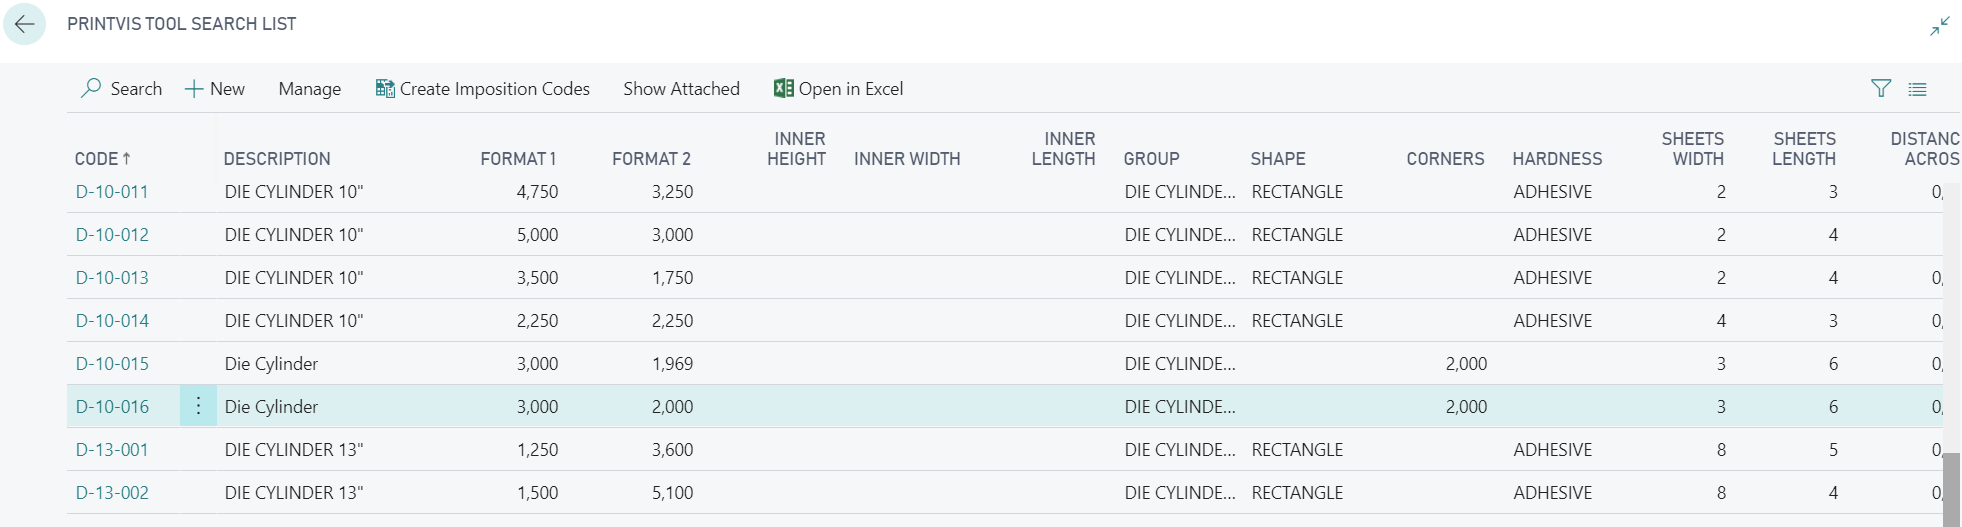 PRINTVIS TOOL SEARCH LIST
Search New Manage Create Imposition Codes Show Attached Open in Excel
CODE↑ DESCRIPTION FORMAT 1 FORMAT 2 INNER HEIGHT INNER WIDTH INNER LENGTH GROUP SHAPE CORNERS HARDNESS SHEETS WIDTH SHEETS LENGTH DISTANC ACROS
D-10-011 DIE CYLINDER 10" 4,750 3,250 DIE CYLINDE... RECTANGLE ADHESIVE 2 3 0,
D-10-012 DIE CYLINDER 10" 5,000 3,000 DIE CYLINDE... RECTANGLE ADHESIVE 2 4
D-10-013 DIE CYLINDER 10" 3,500 1,750 DIE CYLINDE... RECTANGLE ADHESIVE 2 4 0,
D-10-014 DIE CYLINDER 10" 2,250 2,250 DIE CYLINDE... RECTANGLE ADHESIVE 4 3 0,
D-10-015 Die Cylinder 3,000 1,969 DIE CYLINDE... 2,000 3 6 0,
D-10-016 Die Cylinder 3,000 2,000 DIE CYLINDE... 2,000 3 6 0,
D-13-001 DIE CYLINDER 13" 1,250 3,600 DIE CYLINDE... RECTANGLE ADHESIVE 8 5 0,
D-13-002 DIE CYLINDER 13" 1,500 5,100 DIE CYLINDE... RECTANGLE ADHESIVE 8 4 0,